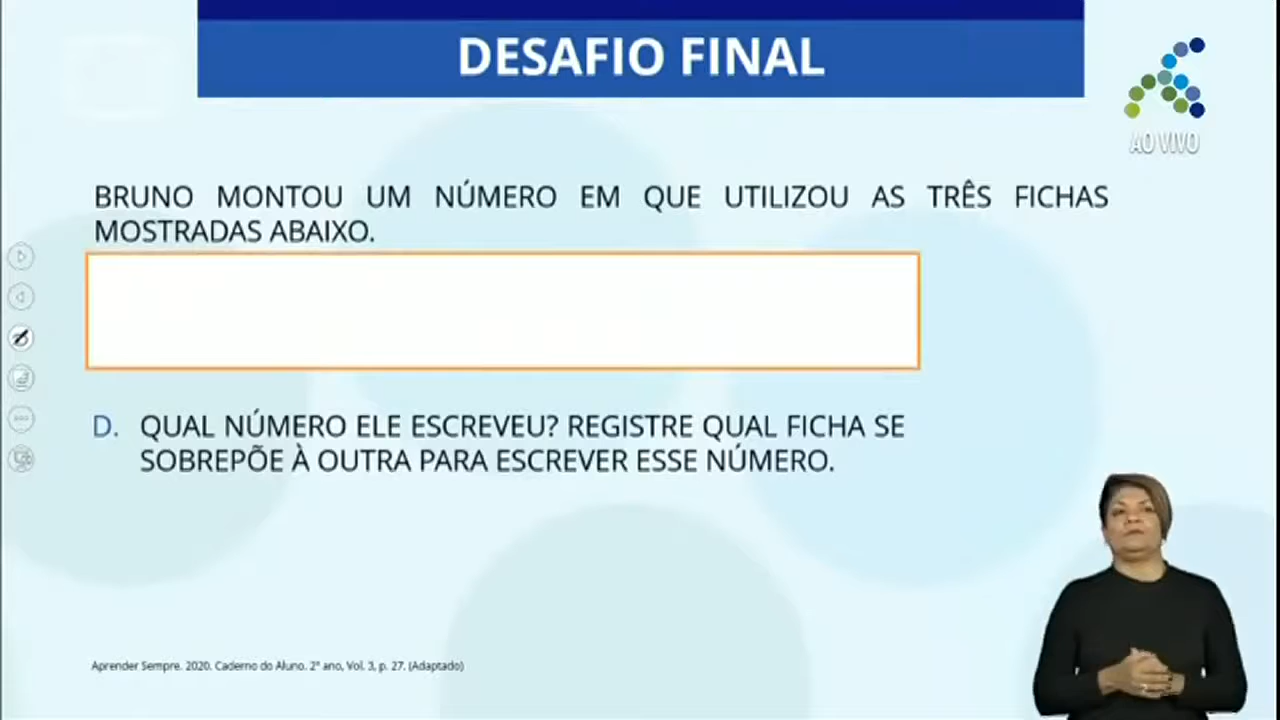 DESAFIO FINAL
AO VIVO
BRUNO MONTOU UM NÚMERO EM QUE UTILIZOU AS TRÊS FICHAS
MOSTRADAS ABAIXO.
D. QUAL NÚMERO ELE ESCREVEU? REGISTRE QUAL FICHA SE
SOBREPÕE À OUTRA PARA ESCREVER ESSE NÚMERO.
Aprender Sempre. 2020. Caderno do Aluno. 2° ano, Vol. 3, p. 27. (Adaptado)